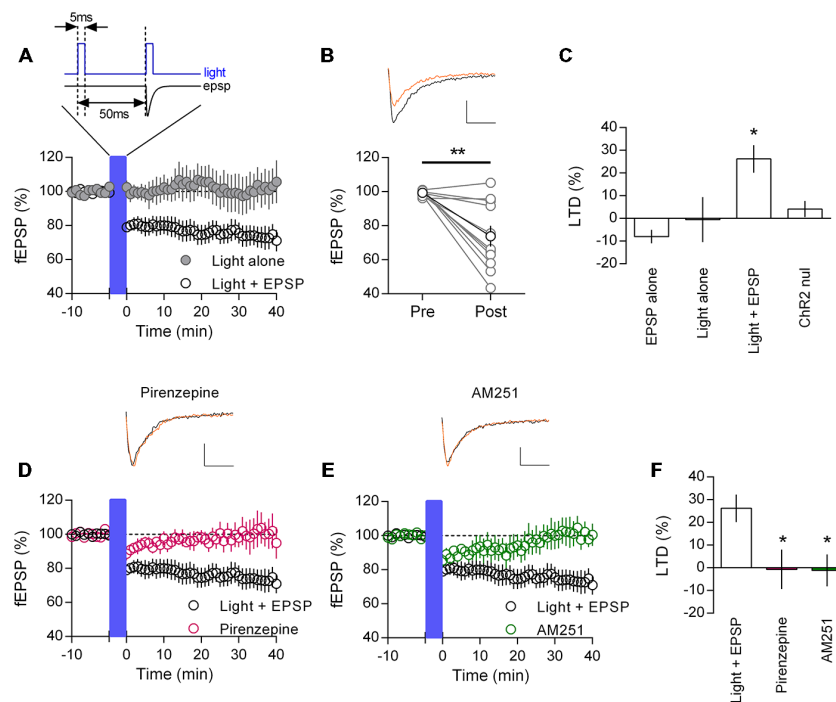 A
5ms
light
epsp
50ms
120
100
80
60
40
fEPSP (%)
Light alone
Light + EPSP
-10 0 10 20 30 40
Time (min)
B
**
120
100
80
60
40
fEPSP (%)
Pre Post
C
*
40
30
20
10
0
-10
-20
LTD (%)
EPSP alone
Light alone
Light + EPSP
ChR2 nul
D
Pirenzepine
120
100
80
60
40
fEPSP (%)
Light + EPSP
Pirenzepine
-10 0 10 20 30 40
Time (min)
E
AM251
120
100
80
60
40
fEPSP (%)
Light + EPSP
AM251
-10 0 10 20 30 40
Time (min)
F
40
30
20
10
0
-10
-20
LTD (%)
* *
Light + EPSP
Pirenzepine
AM251